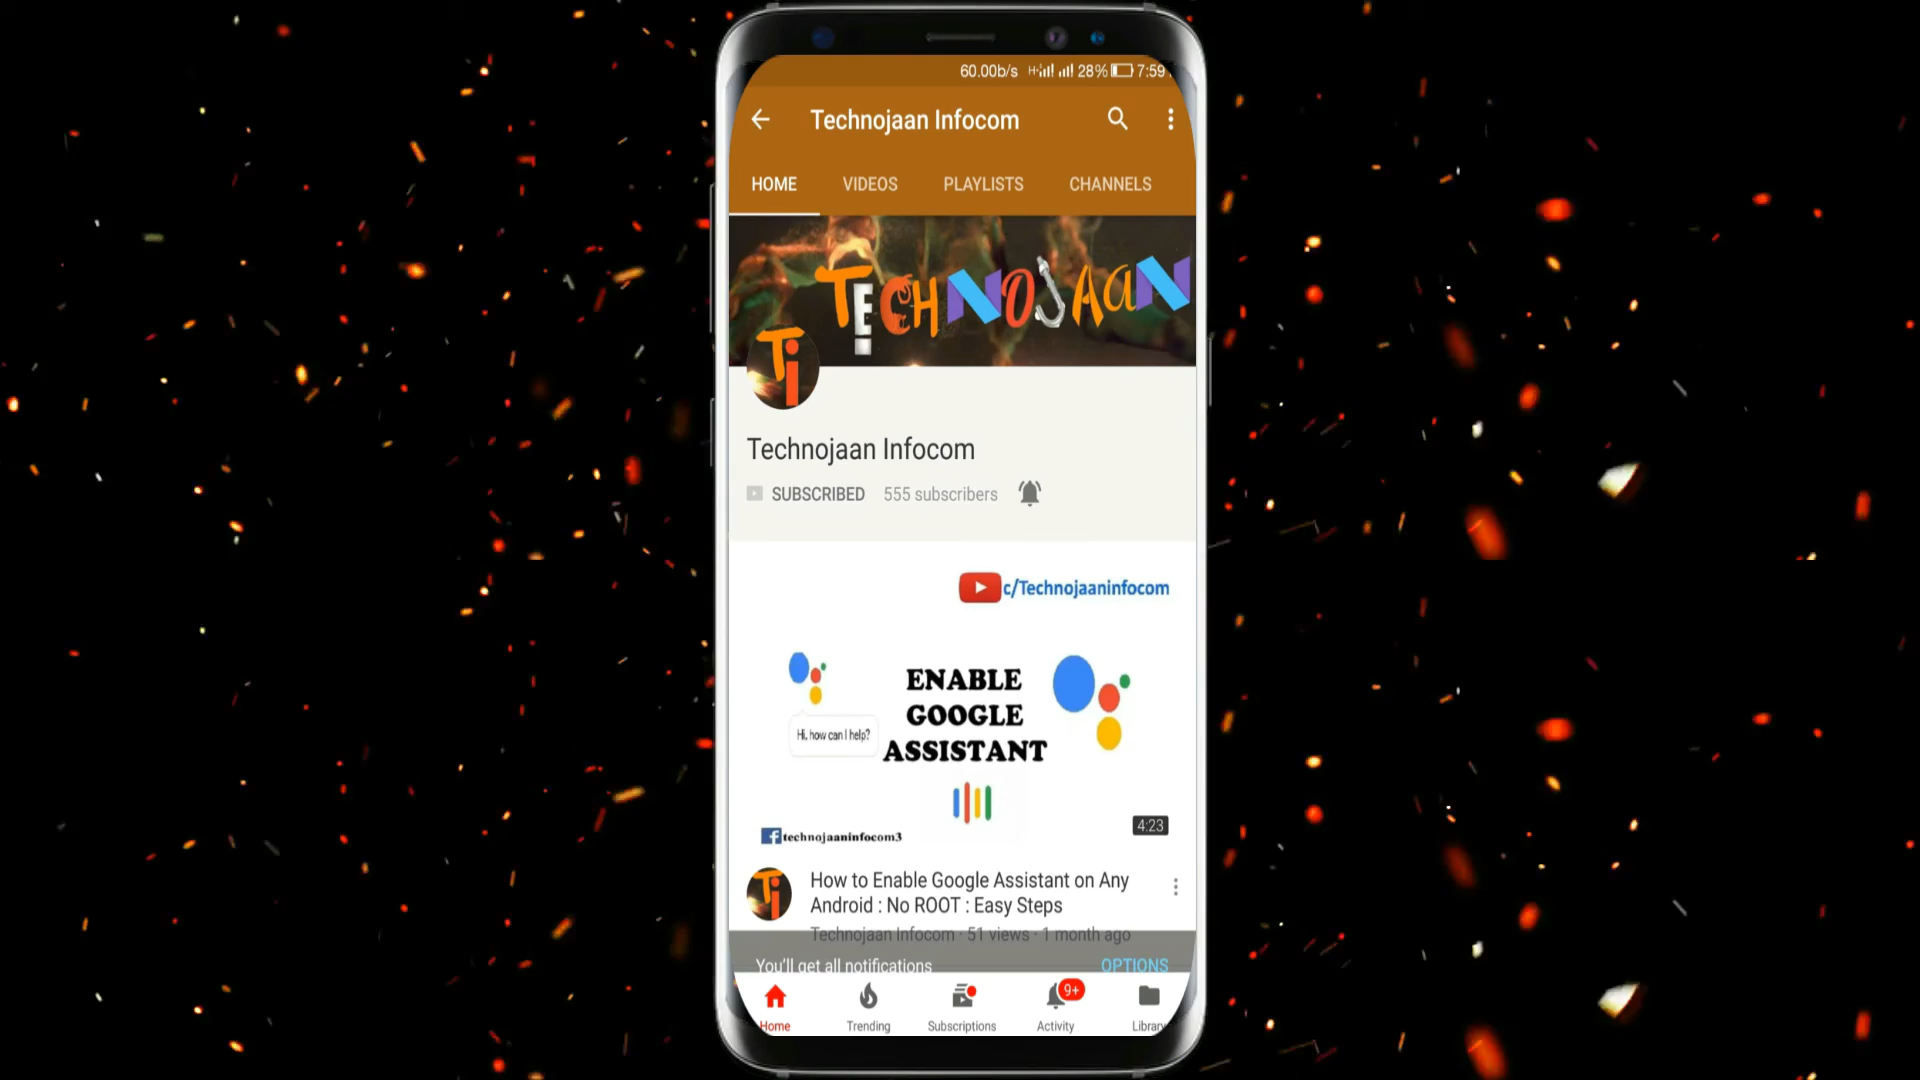 60.00b/s H+ 28% 7:59
Technojaan Infocom
HOME VIDEOS PLAYLISTS CHANNELS
TECHNOJAAN
Ti
Technojaan Infocom
SUBSCRIBED 555 subscribers
c/Technojaaninfocom
ENABLE
GOOGLE
ASSISTANT
Hi, how can I help?
4:23
technojaaninfocom3
Ti
How to Enable Google Assistant on Any
Android : No ROOT : Easy Steps
Technojaan Infocom · 51 views · 1 month ago
You'll get all notifications OPTIONS
9+
Home Trending Subscriptions Activity Library